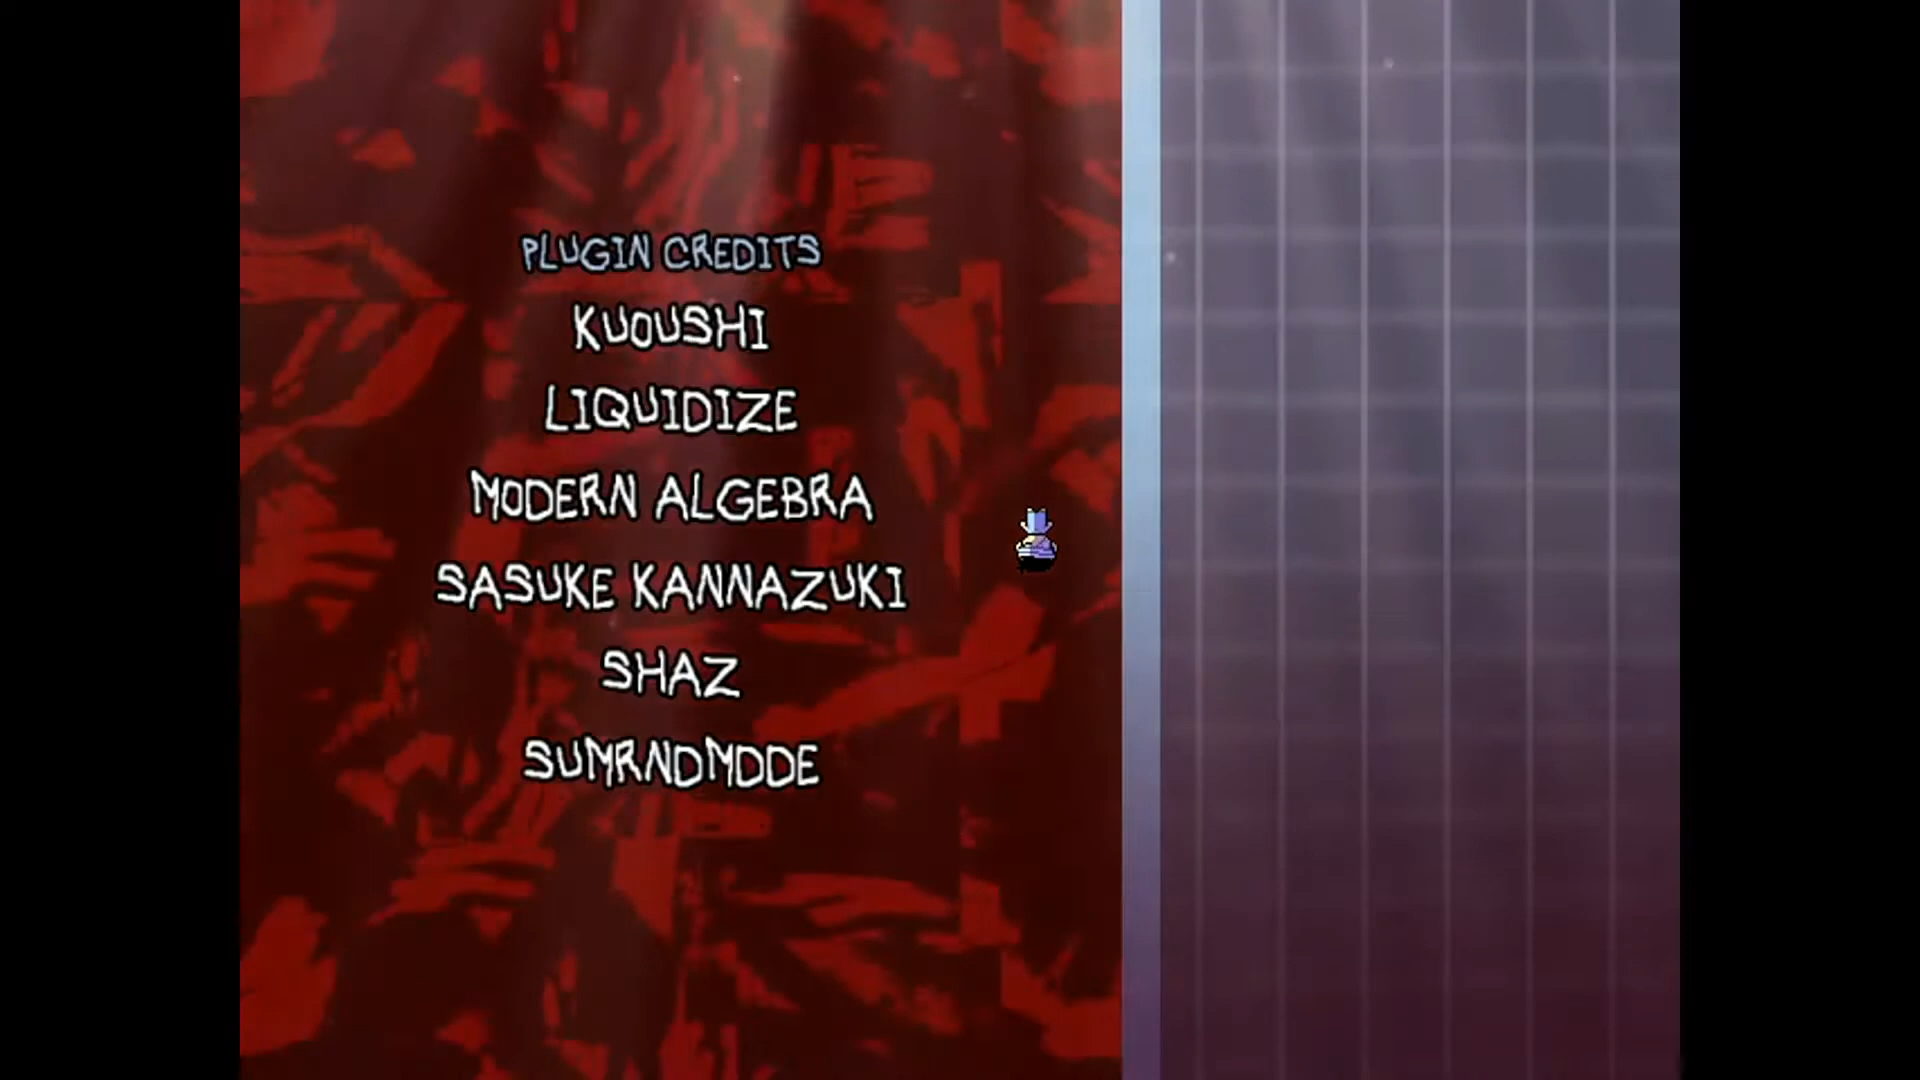 PLUGIN CREDITS
KUOUSHI
LIQUIDIZE
MODERN ALGEBRA
SASUKE KANNAZUKI
SHAZ
SUMRNDMDDE